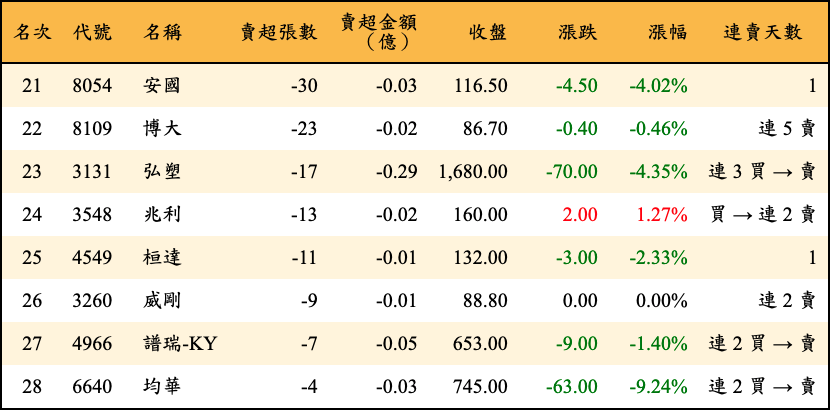 名次 代號 名稱 賣超張數 賣超金額（億） 收盤 漲跌 漲幅 連賣天數
21 8054 安國 -30 -0.03 116.50 -4.50 -4.02% 1
22 8109 博大 -23 -0.02 86.70 -0.40 -0.46% 連 5 賣
23 3131 弘塑 -17 -0.29 1,680.00 -70.00 -4.35% 連 3 買 → 賣
24 3548 兆利 -13 -0.02 160.00 2.00 1.27% 買 → 連 2 賣
25 4549 桓達 -11 -0.01 132.00 -3.00 -2.33% 1
26 3260 威剛 -9 -0.01 88.80 0.00 0.00% 連 2 賣
27 4966 譜瑞-KY -7 -0.05 653.00 -9.00 -1.40% 連 2 買 → 賣
28 6640 均華 -4 -0.03 745.00 -63.00 -9.24% 連 2 買 → 賣